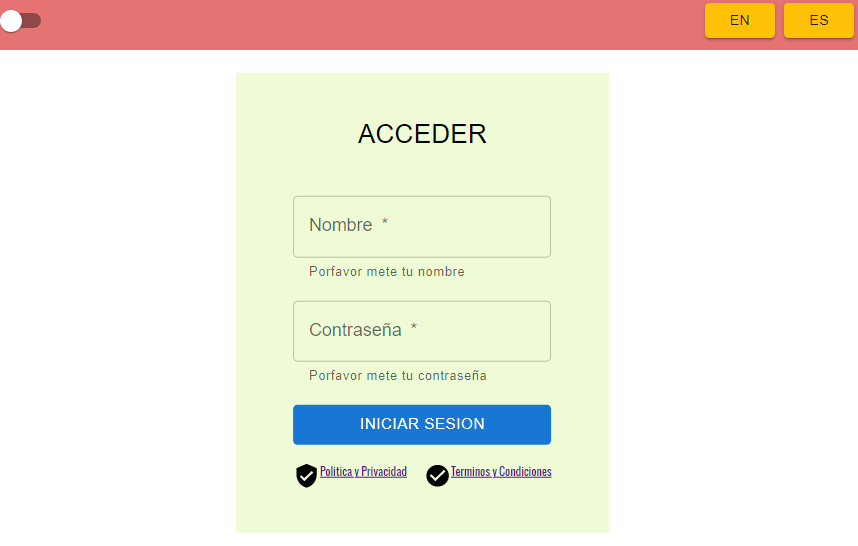 EN ES
ACCEDER
Nombre *
Porfavor mete tu nombre
Contraseña *
Porfavor mete tu contraseña
INICIAR SESION
Politica y Privacidad Terminos y Condiciones